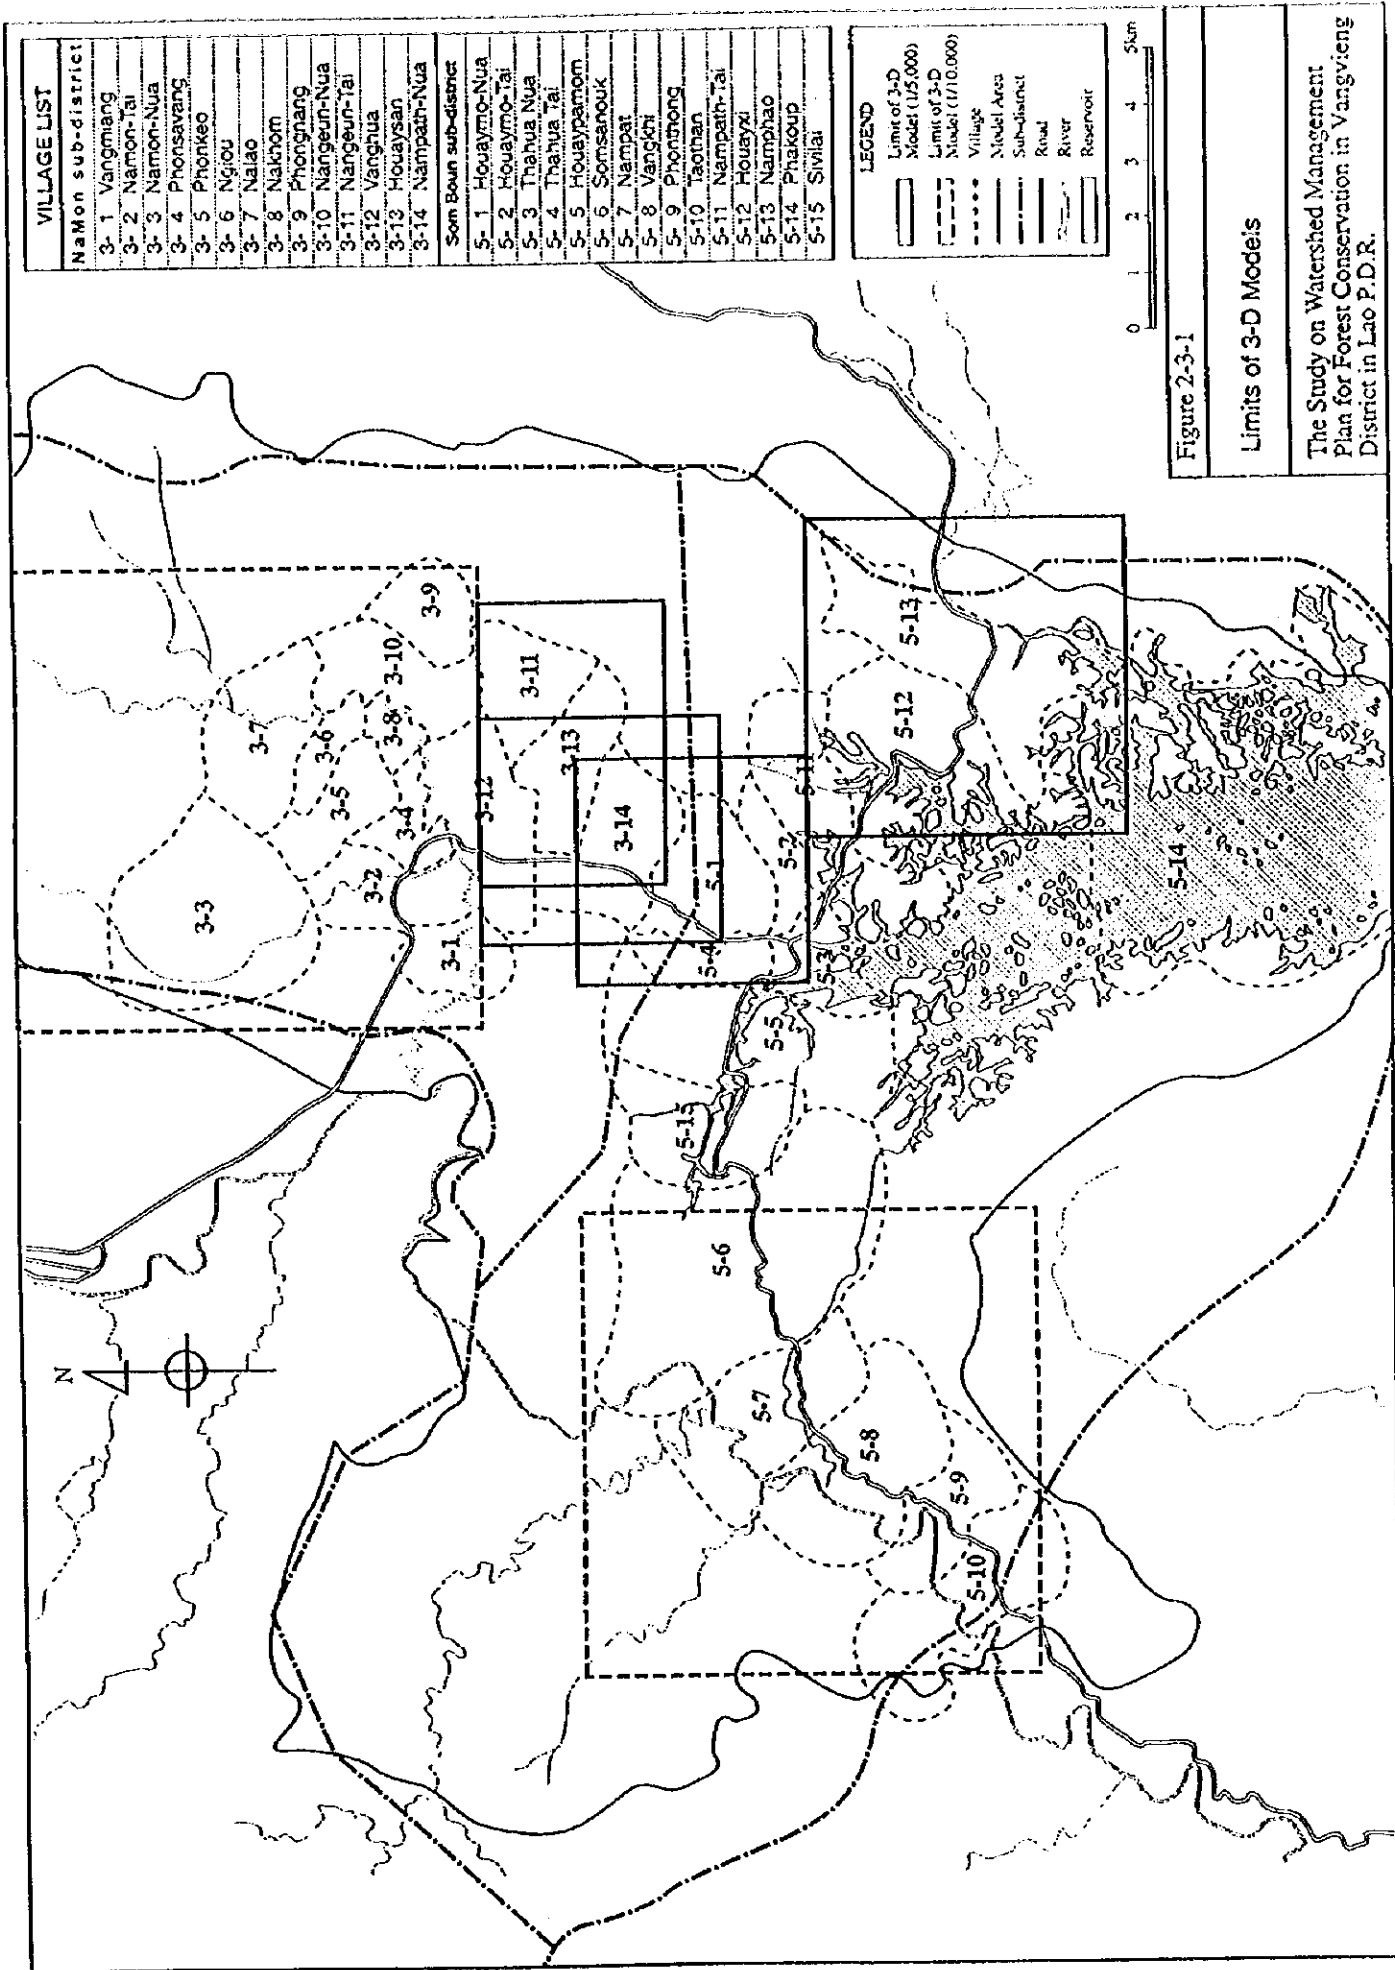 VILLAGE LIST
NaMon sub-district
3- 1 Vangmang
3- 2 Namon-Tai
3- 3 Namon-Nua
3- 4 Phonsavang
3- 5 Phonkeo
3- 6 Ngiou
3- 7 Nalao
3- 8 Nakhom
3- 9 Phongnang
3-10 Nangeun-Nua
3-11 Nangeun-Tai
3-12 Vanghua
3-13 Houaysan
3-14 Nampath-Nua
Som Boun sub-district
5- 1 Houaymo-Nua
5- 2 Houaymo-Tai
5- 3 Thahua Nua
5- 4 Thahua Tai
5- 5 Houaypamom
5- 6 Somsanouk
5- 7 Nampat
5- 8 Vangkhi
5- 9 Phonthong
5-10 Taothan
5-11 Nampath-Tai
5-12 Houayxi
5-13 Namphao
5-14 Phakoup
5-15 Sivilai
LEGEND
Limit of 3-D
Model (1/5,000)
Limit of 3-D
Model (1/10,000)
Village
Model Area
Sub-district
Road
River
Reservoir
0 1 2 3 4 5km
Figure 2-3-1
Limits of 3-D Models
The Study on Watershed Management
Plan for Forest Conservation in Vangvieng
District in Lao P.D.R.
N
3-3
3-7
3-6
3-5
3-2
3-4
3-8
3-10
3-9
3-1
3-12
3-11
3-13
3-14
5-1
5-4
5-2
5-11
5-3
5-5
5-15
5-12
5-13
5-14
5-6
5-7
5-8
5-9
5-10